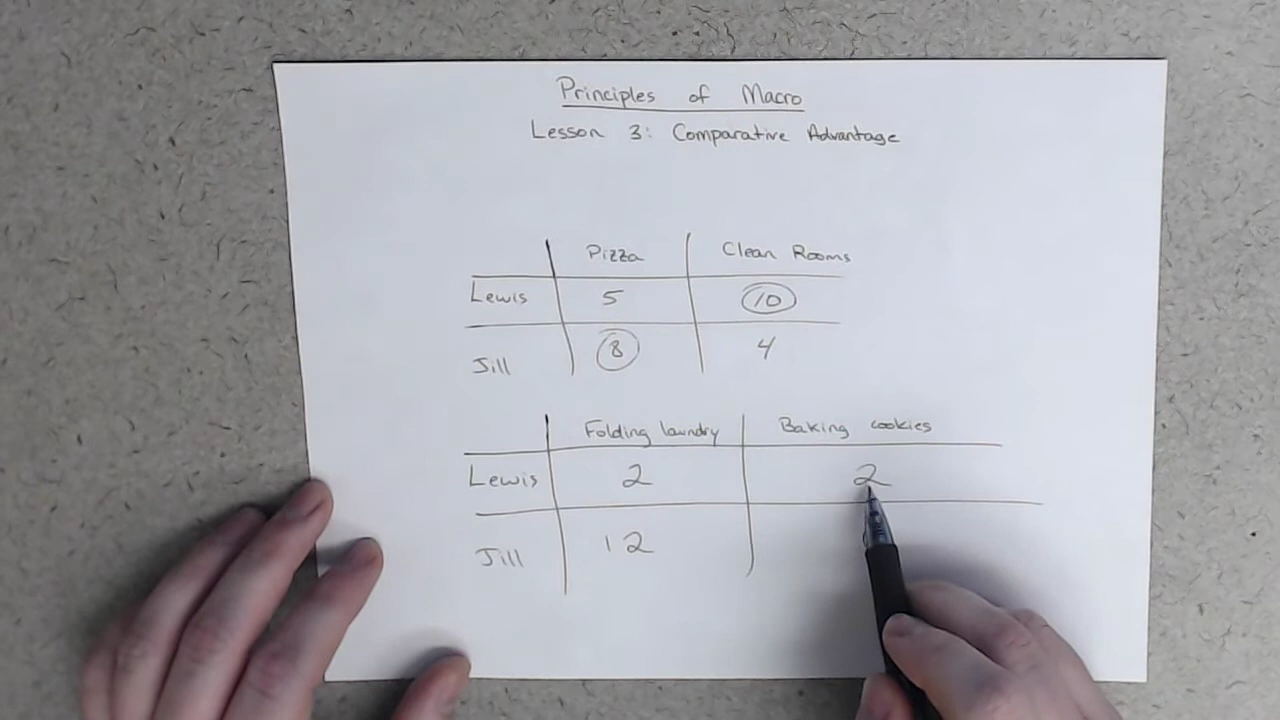 Principles of Macro
Lesson 3: Comparative Advantage
Pizza Clean Rooms
Lewis 5 10
Jill 8 4
Folding laundry Baking cookies
Lewis 2 2
Jill 12